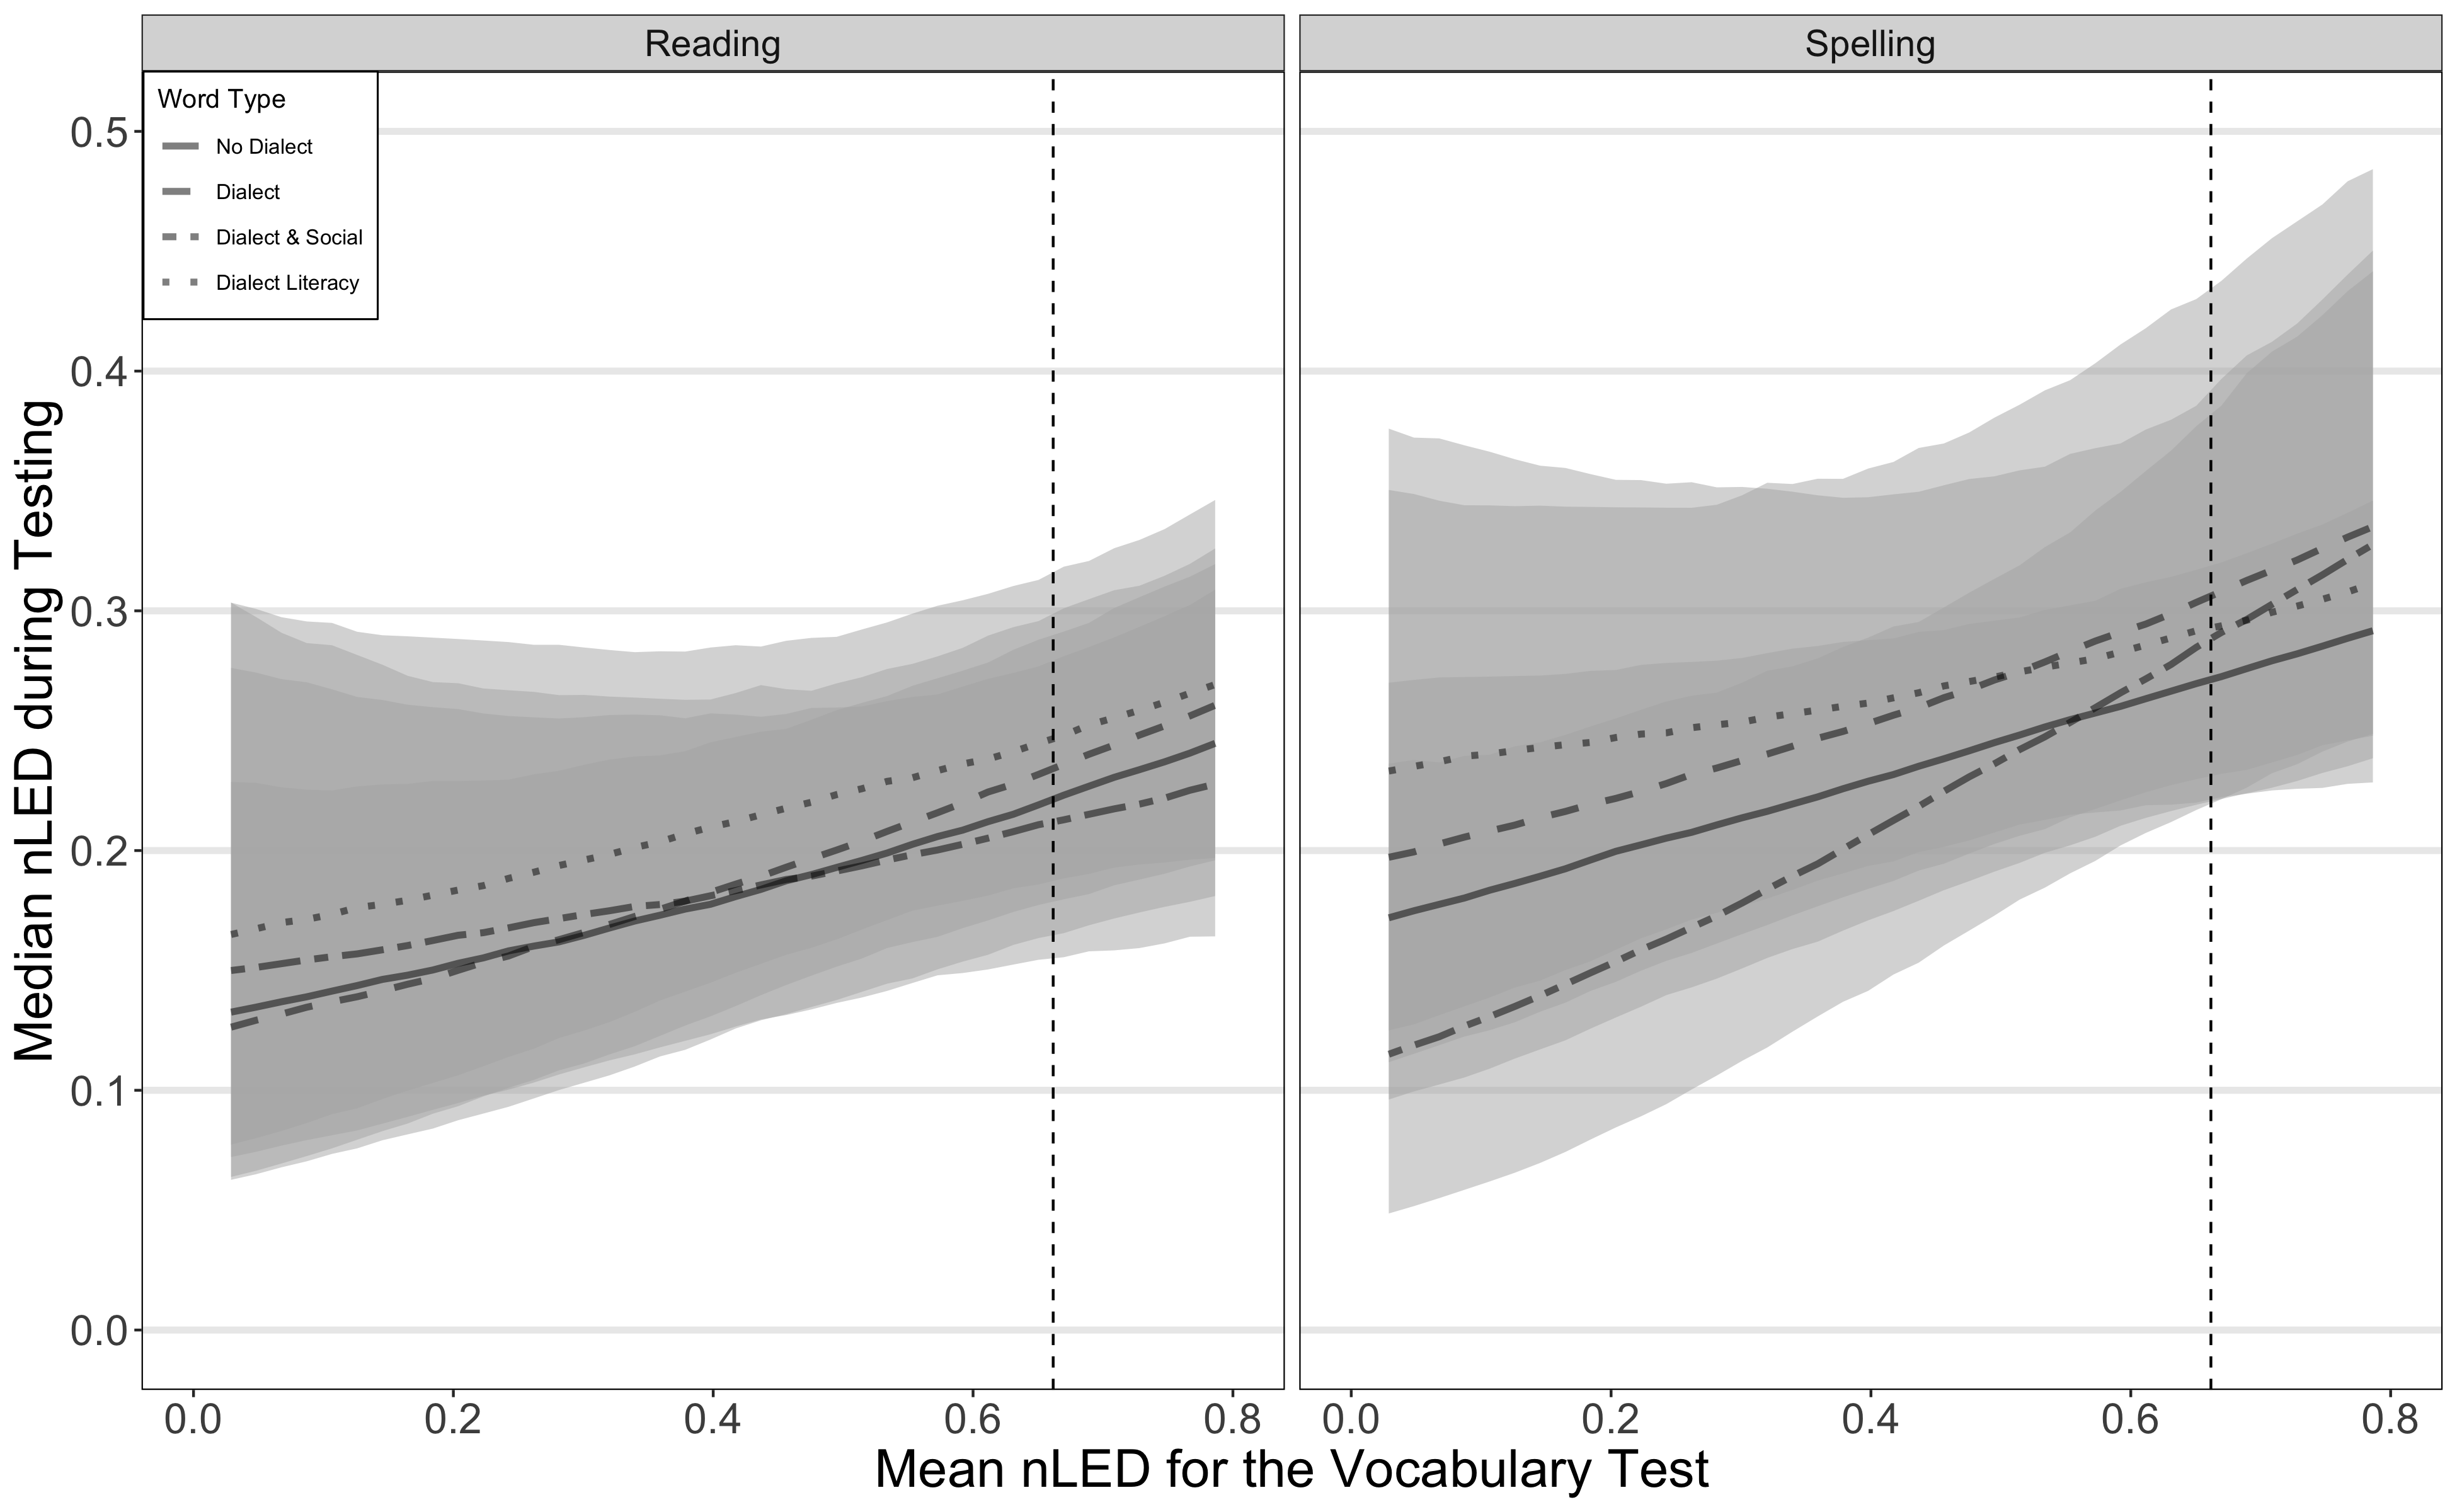 Reading
Spelling
Word Type
No Dialect
Dialect
Dialect & Social
Dialect Literacy
0.5
0.4
0.3
0.2
0.1
0.0
Median nLED during Testing
0.0 0.2 0.4 0.6 0.8
0.0 0.2 0.4 0.6 0.8
Mean nLED for the Vocabulary Test